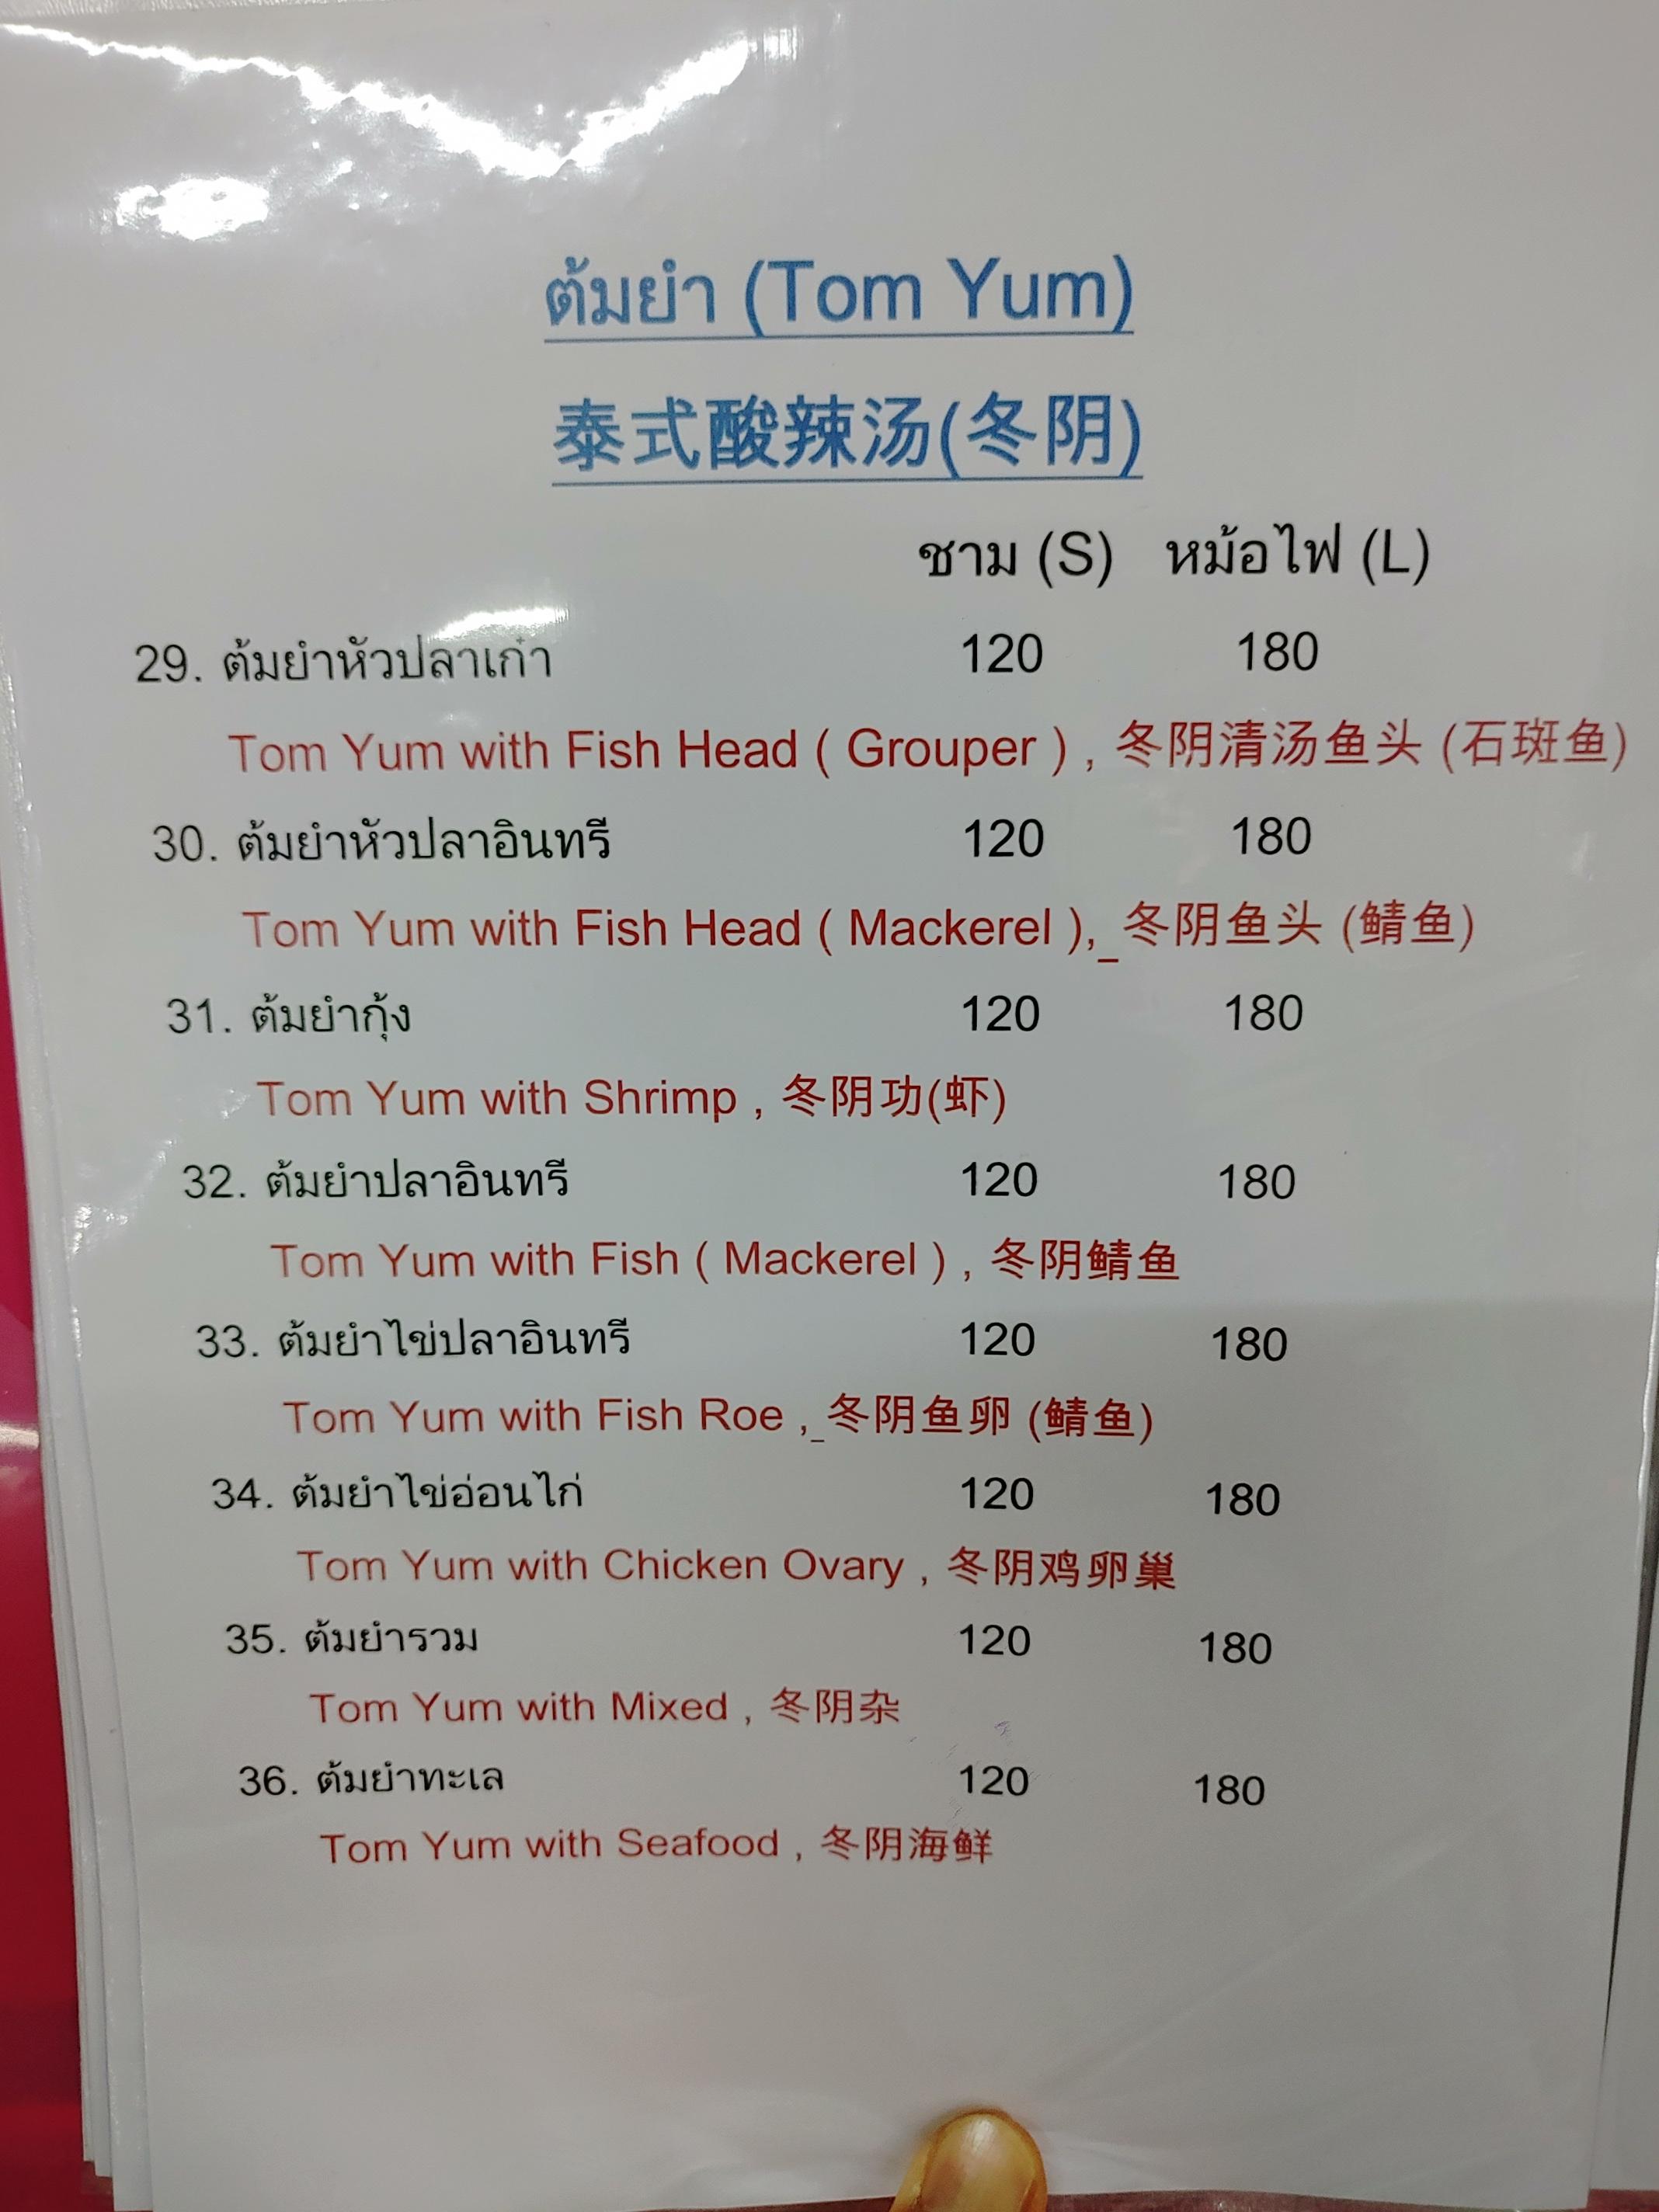 ต้มยำ (Tom Yum)
泰式酸辣汤(冬阴)
ชาม (S) หม้อไฟ (L)
29. ต้มยำหัวปลาเก๋า 120 180
Tom Yum with Fish Head ( Grouper ) , 冬阴清汤鱼头 (石斑鱼)
30. ต้มยำหัวปลาอินทรี 120 180
Tom Yum with Fish Head ( Mackerel ),_冬阴鱼头 (鲭鱼)
31. ต้มยำกุ้ง 120 180
Tom Yum with Shrimp , 冬阴功(虾)
32. ต้มยำปลาอินทรี 120 180
Tom Yum with Fish ( Mackerel ) , 冬阴鲭鱼
33. ต้มยำไข่ปลาอินทรี 120 180
Tom Yum with Fish Roe ,_冬阴鱼卵 (鲭鱼)
34. ต้มยำไข่อ่อนไก่ 120 180
Tom Yum with Chicken Ovary , 冬阴鸡卵巢
35. ต้มยำรวม 120 180
Tom Yum with Mixed , 冬阴杂
36. ต้มยำทะเล 120 180
Tom Yum with Seafood , 冬阴海鲜